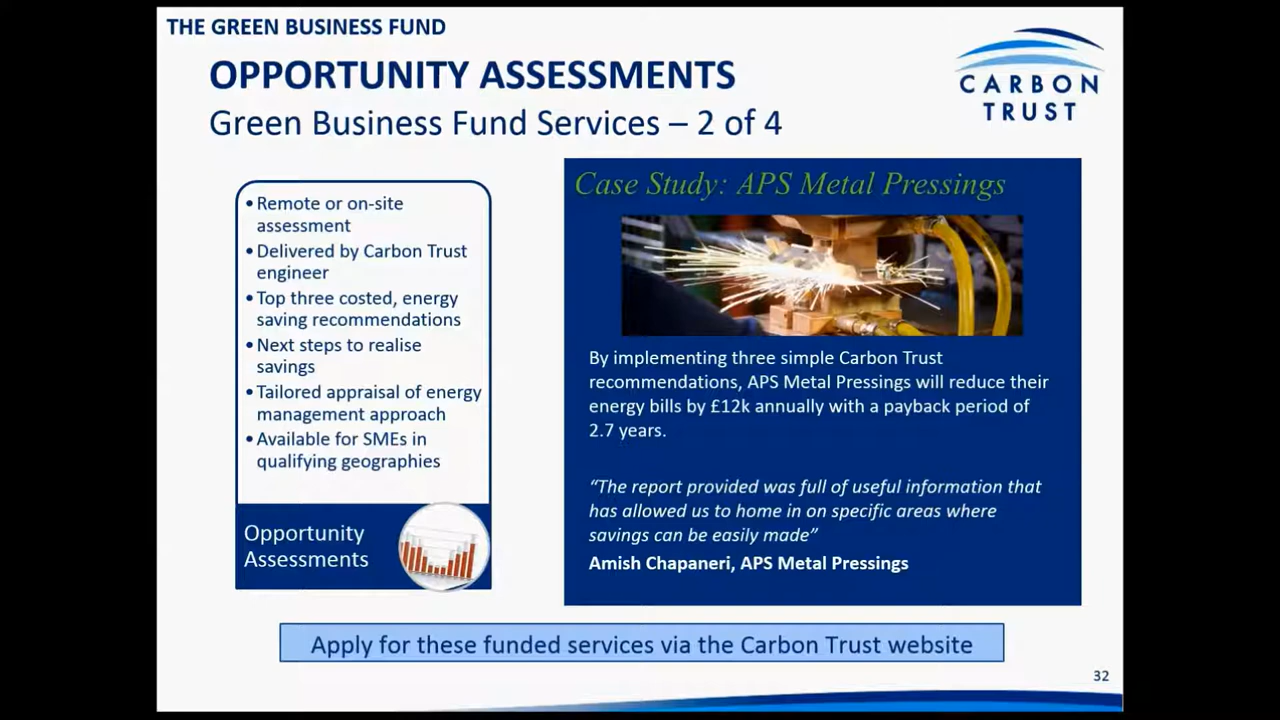 THE GREEN BUSINESS FUND
OPPORTUNITY ASSESSMENTS
Green Business Fund Services – 2 of 4
CARBON
TRUST
•Remote or on-site
assessment
•Delivered by Carbon Trust
engineer
•Top three costed, energy
saving recommendations
•Next steps to realise
savings
•Tailored appraisal of energy
management approach
•Available for SMEs in
qualifying geographies
Opportunity
Assessments
Case Study: APS Metal Pressings
By implementing three simple Carbon Trust
recommendations, APS Metal Pressings will reduce their
energy bills by £12k annually with a payback period of
2.7 years.
“The report provided was full of useful information that
has allowed us to home in on specific areas where
savings can be easily made”
Amish Chapaneri, APS Metal Pressings
Apply for these funded services via the Carbon Trust website
32